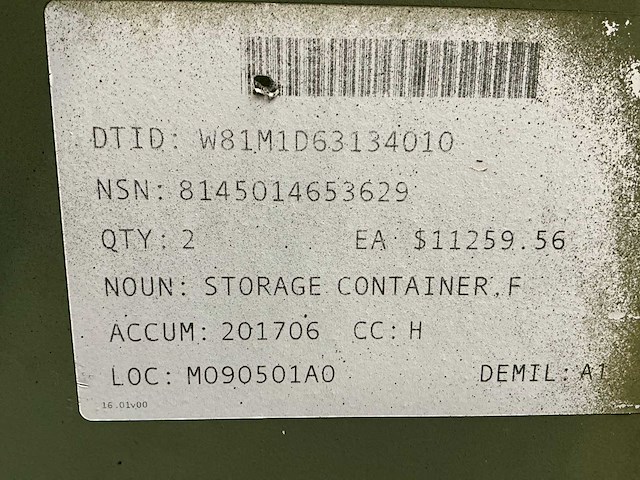 DTID: W81M1D63134010
NSN: 8145014653629
QTY: 2 EA $11259.56
NOUN: STORAGE CONTAINER,F
ACCUM: 201706 CC: H
LOC: M090501A0 DEMIL: A1
16.01v00